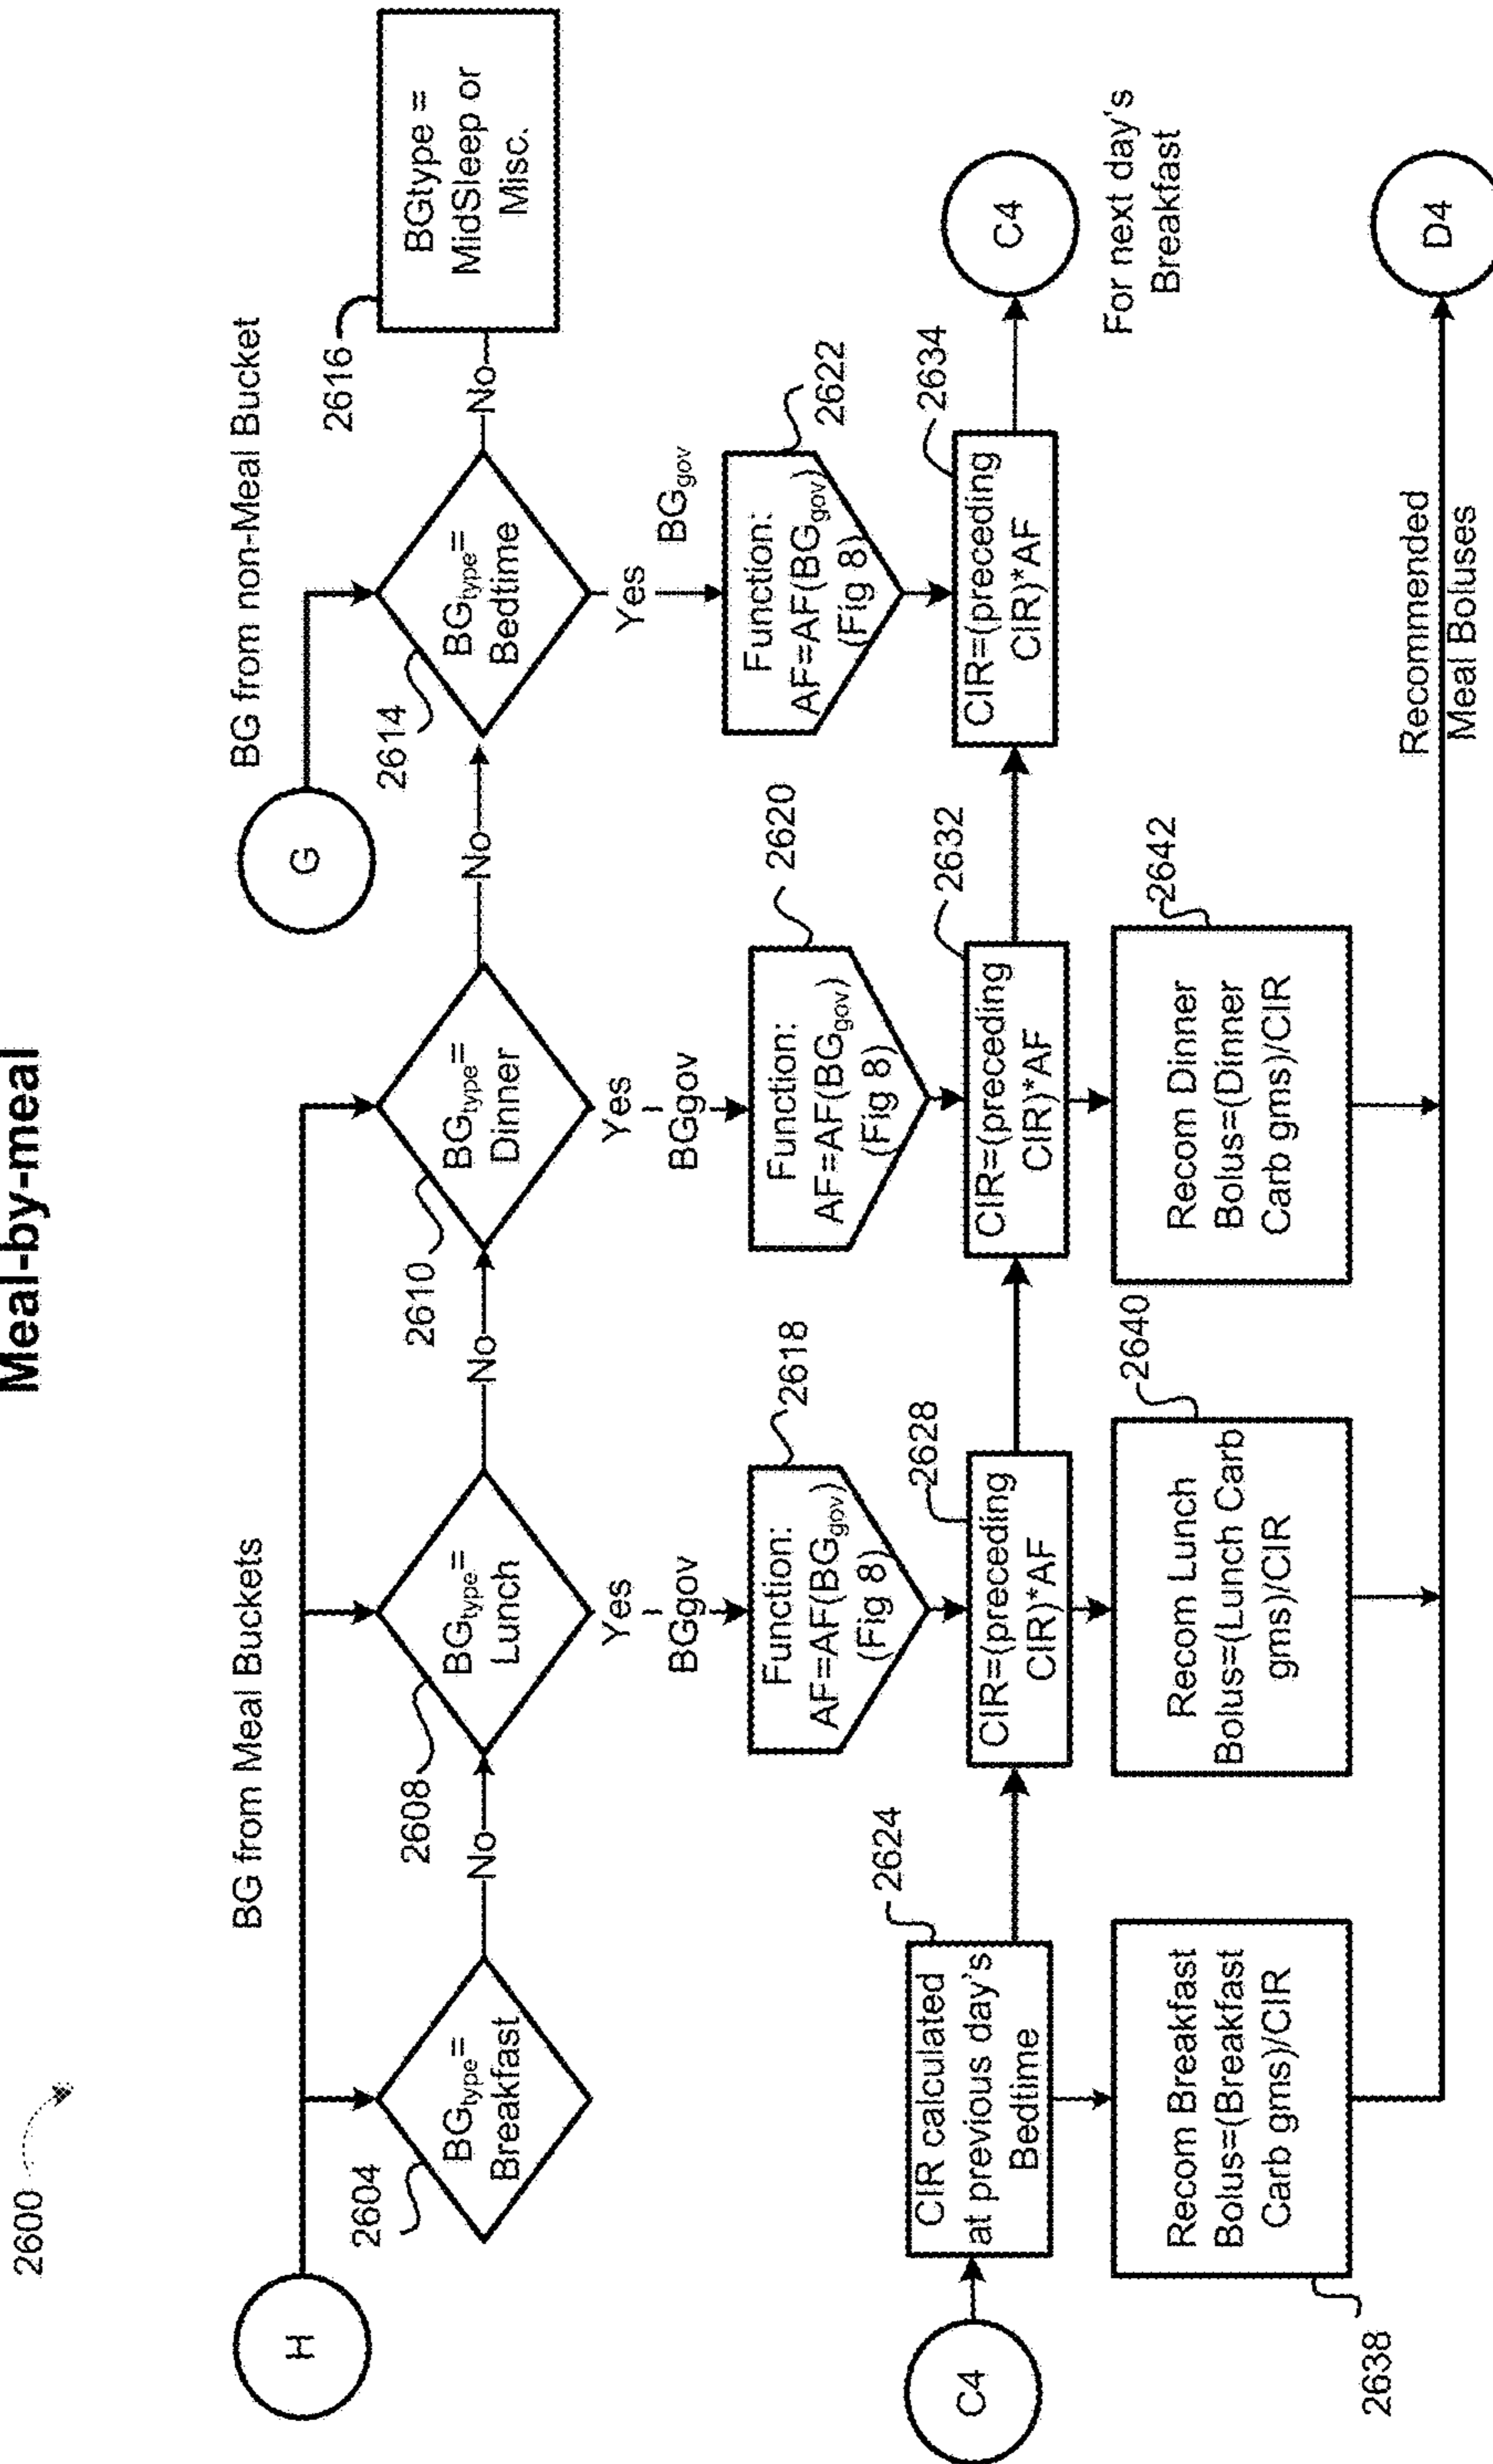 Meal-by-meal
2600
BG from Meal Buckets
BG from non-Meal Bucket
H
G
2604
BGtype=
Breakfast
No
2608
BGtype=
Lunch
No
2610
BGtype=
Dinner
No
2614
BGtype=
Bedtime
No
2616
BGtype =
MidSleep or
Misc.
Yes
BGgov
Yes
BGgov
Yes
BGgov
Function:
AF=AF(BGgov)
(Fig 8)
2618
Function:
AF=AF(BGgov)
(Fig 8)
2620
Function:
AF=AF(BGgov)
(Fig 8)
2622
C4
CIR calculated
at previous day's
Bedtime
2624
CIR=(preceding
CIR)*AF
2628
CIR=(preceding
CIR)*AF
2632
CIR=(preceding
CIR)*AF
2634
C4
For next day's
Breakfast
Recom Breakfast
Bolus=(Breakfast
Carb gms)/CIR
2638
Recom Lunch
Bolus=(Lunch Carb
gms)/CIR
2640
Recom Dinner
Bolus=(Dinner
Carb gms)/CIR
2642
Recommended
Meal Boluses
D4